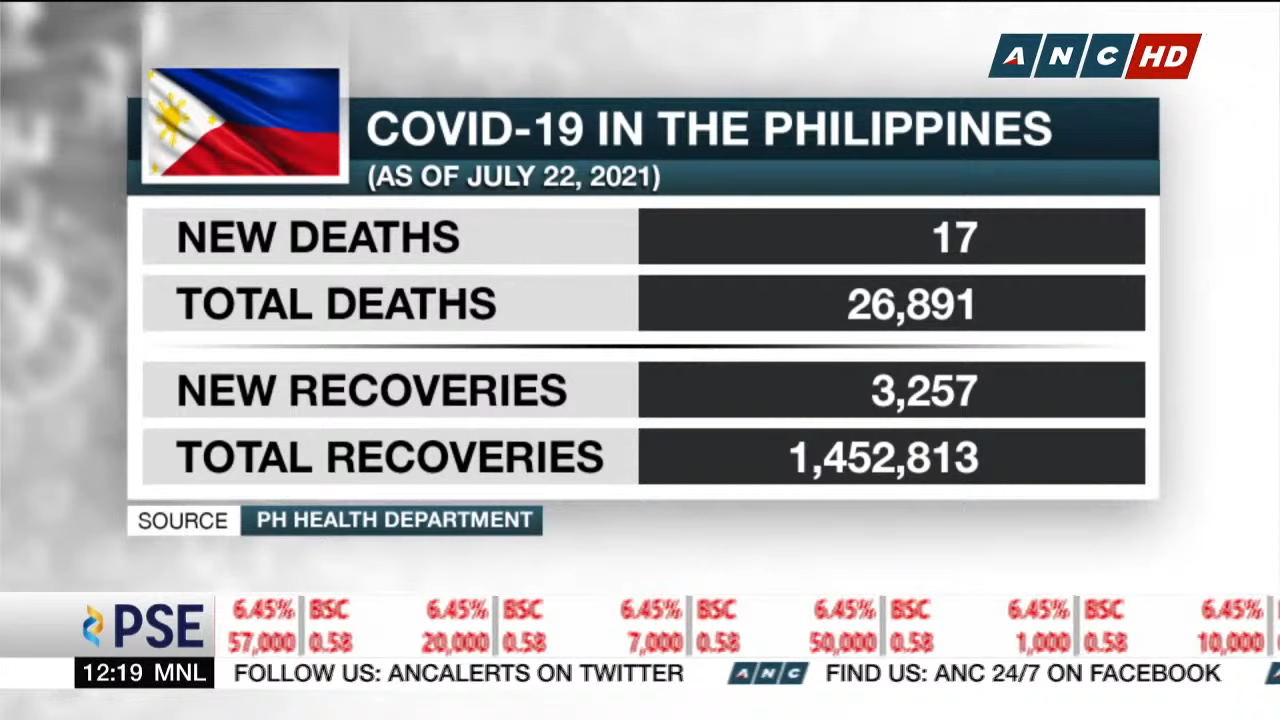 ANC HD
COVID-19 IN THE PHILIPPINES
(AS OF JULY 22, 2021)
NEW DEATHS 17
TOTAL DEATHS 26,891
NEW RECOVERIES 3,257
TOTAL RECOVERIES 1,452,813
SOURCE PH HEALTH DEPARTMENT
PSE
6.45% BSC 6.45% BSC 6.45% BSC 6.45% BSC 6.45% BSC 6.45%
57,000 0.58 20,000 0.58 7,000 0.58 50,000 0.58 1,000 0.58 10,000
12:19 MNL FOLLOW US: ANCALERTS ON TWITTER ANC FIND US: ANC 24/7 ON FACEBOOK